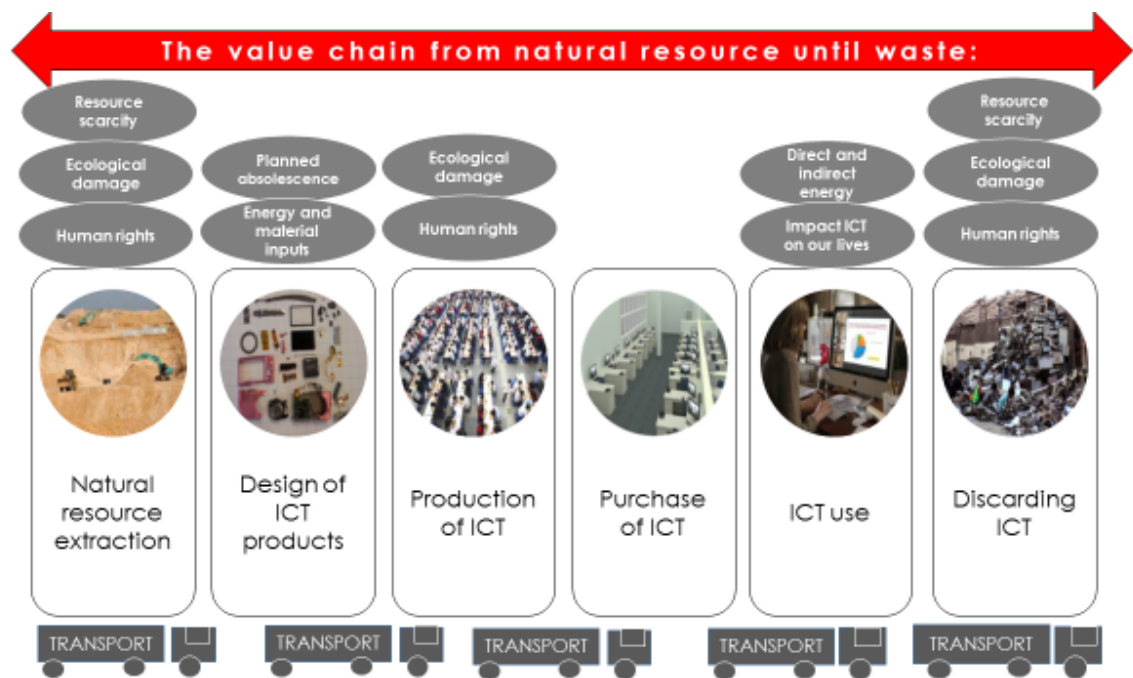 The value chain from natural resource until waste:
Resource
scarcity
Ecological
damage
Human rights
Planned
absolescence
Energy and
material
inputs
Ecological
damage
Human rights
Direct and
indirect
energy
Impact ICT
on our lives
Resource
scarcity
Ecological
damage
Human rights
Natural
resource
extraction
Design of
ICT
products
Production
of ICT
Purchase
of ICT
ICT use
Discarding
ICT
TRANSPORT
TRANSPORT
TRANSPORT
TRANSPORT
TRANSPORT